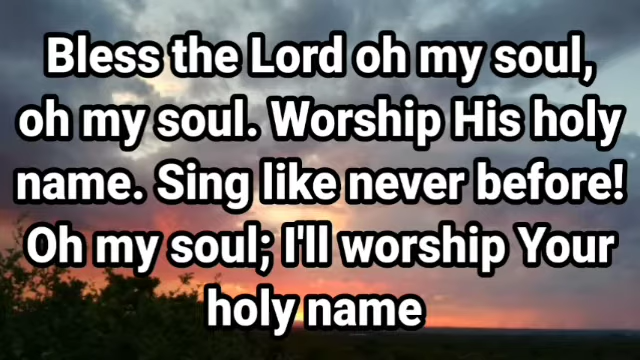 Bless the Lord oh my soul,
oh my soul. Worship His holy
name. Sing like never before!
Oh my soul; I'll worship Your
holy name